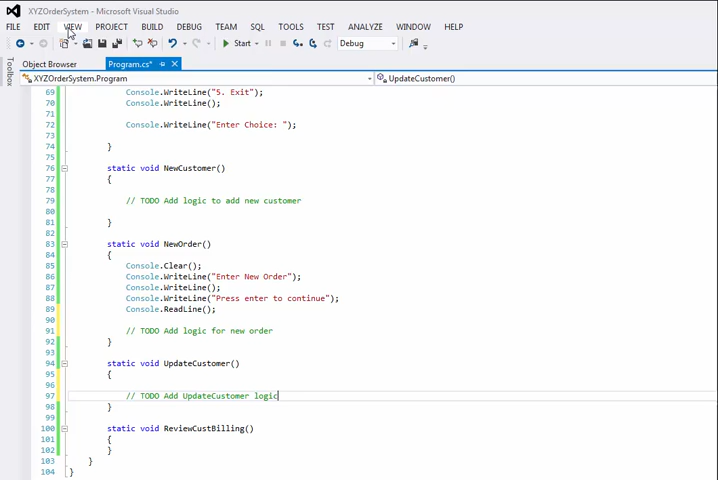 XYZOrderSystem - Microsoft Visual Studio
FILE EDIT VIEW PROJECT BUILD DEBUG TEAM SQL TOOLS TEST ANALYZE WINDOW HELP
Start Debug
Toolbox
Object Browser Program.cs*
XYZOrderSystem.Program UpdateCustomer()
69 Console.WriteLine("5. Exit");
70 Console.WriteLine();
71
72 Console.WriteLine("Enter Choice: ");
73
74 }
75
76 static void NewCustomer()
77 {
78
79 // TODO Add logic to add new customer
80
81 }
82
83 static void NewOrder()
84 {
85 Console.Clear();
86 Console.WriteLine("Enter New Order");
87 Console.WriteLine();
88 Console.WriteLine("Press enter to continue");
89 Console.ReadLine();
90
91 // TODO Add logic for new order
92 }
93
94 static void UpdateCustomer()
95 {
96
97 // TODO Add UpdateCustomer logic
98 }
99
100 static void ReviewCustBilling()
101 {
102 }
103 }
104 }